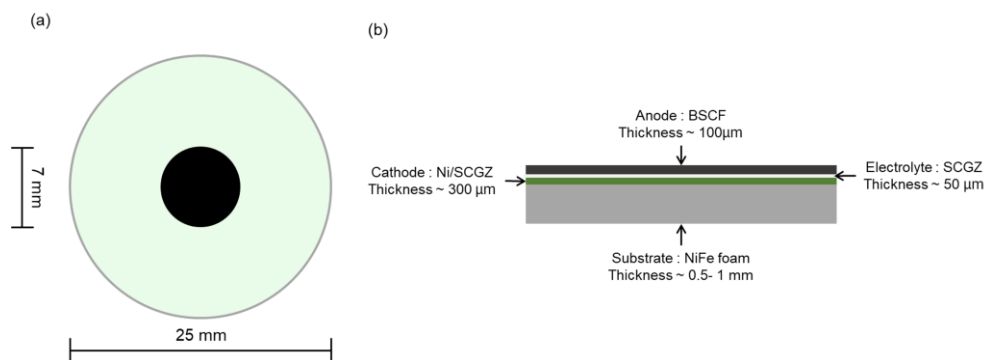 (a)
7 mm
25 mm
(b)
Anode : BSCF
Thickness ~ 100μm
Cathode : Ni/SCGZ
Thickness ~ 300 μm
Electrolyte : SCGZ
Thickness ~ 50 μm
Substrate : NiFe foam
Thickness ~ 0.5- 1 mm